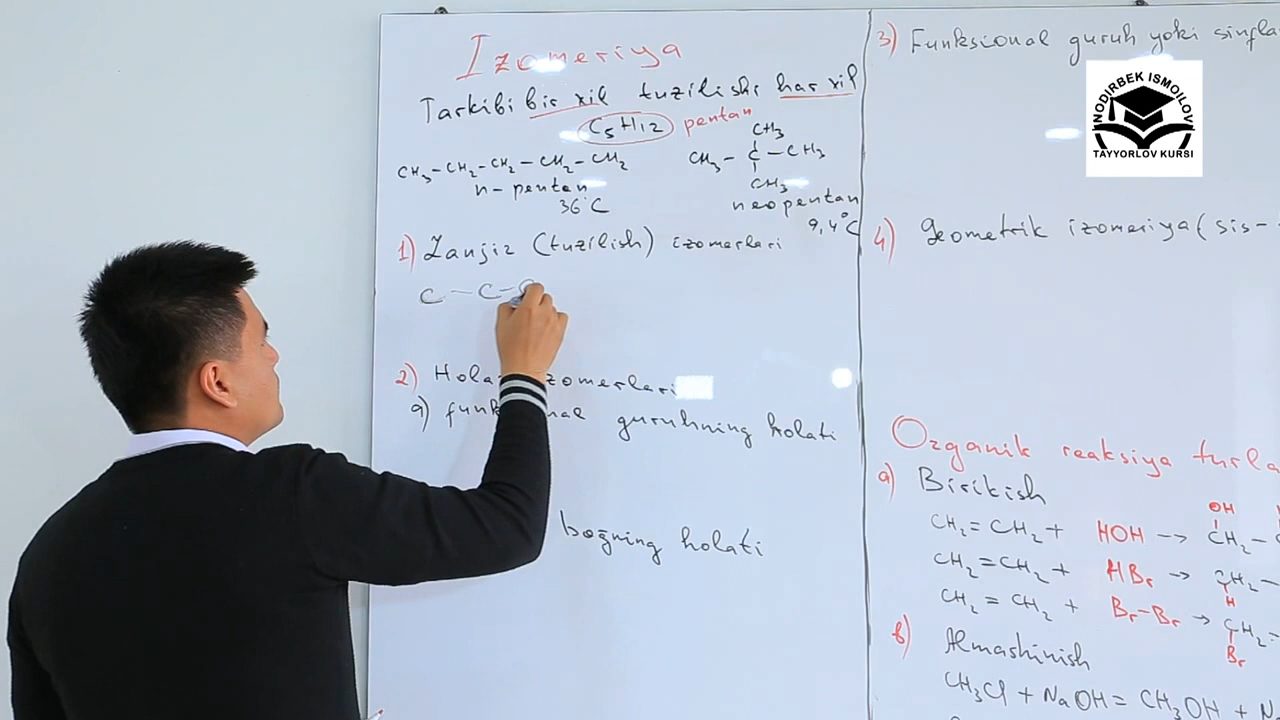 Izomeriya
Tarkibi bir xil tuzilishi har xil
C5H12 pentan
CH3-CH2-CH2-CH2-CH2
n-pentan
36°C
CH3
CH3-C-CH3
CH3
neopentan
9,4°C
1) Zanjir (tuzilish) izomerlari
C-C-
2) Holat izomerlari
a) guruhning holati
bog'ning holati
3) Funksional guruh yoki sinfla
4) Geometrik izomeriya (sis-
Organik reaksiya turla
a) Birikish
OH
CH2=CH2+ HOH → CH2-
CH2=CH2+ HBr → CH2-
H
CH2=CH2+ Br-Br → CH2-
Br
b) Almashinish
CH3Cl+NaOH=CH3OH+N
NODIRBEK ISMOILOV
TAYYORLOV KURSI